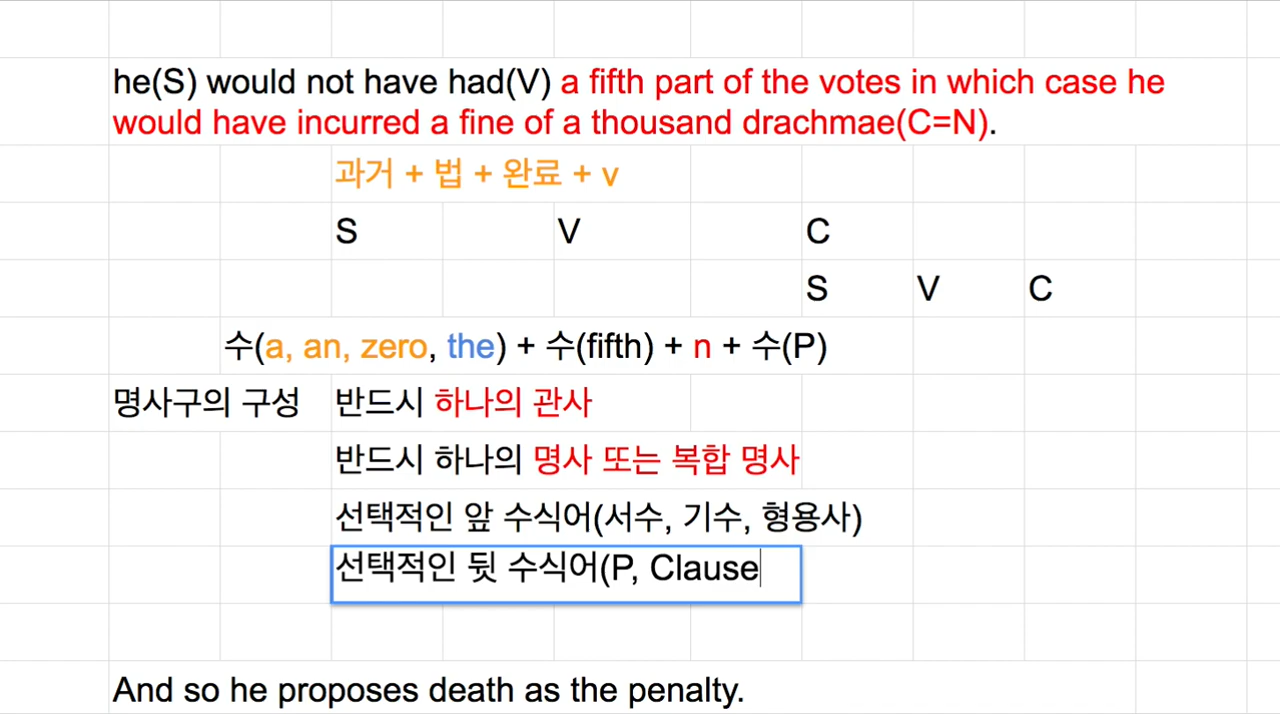 he(S) would not have had(V) a fifth part of the votes in which case he
would have incurred a fine of a thousand drachmae(C=N).
과거 + 법 + 완료 + v
S V C
S V C
수(a, an, zero, the) + 수(fifth) + n + 수(P)
명사구의 구성 반드시 하나의 관사
반드시 하나의 명사 또는 복합 명사
선택적인 앞 수식어(서수, 기수, 형용사)
선택적인 뒷 수식어(P, Clause
And so he proposes death as the penalty.